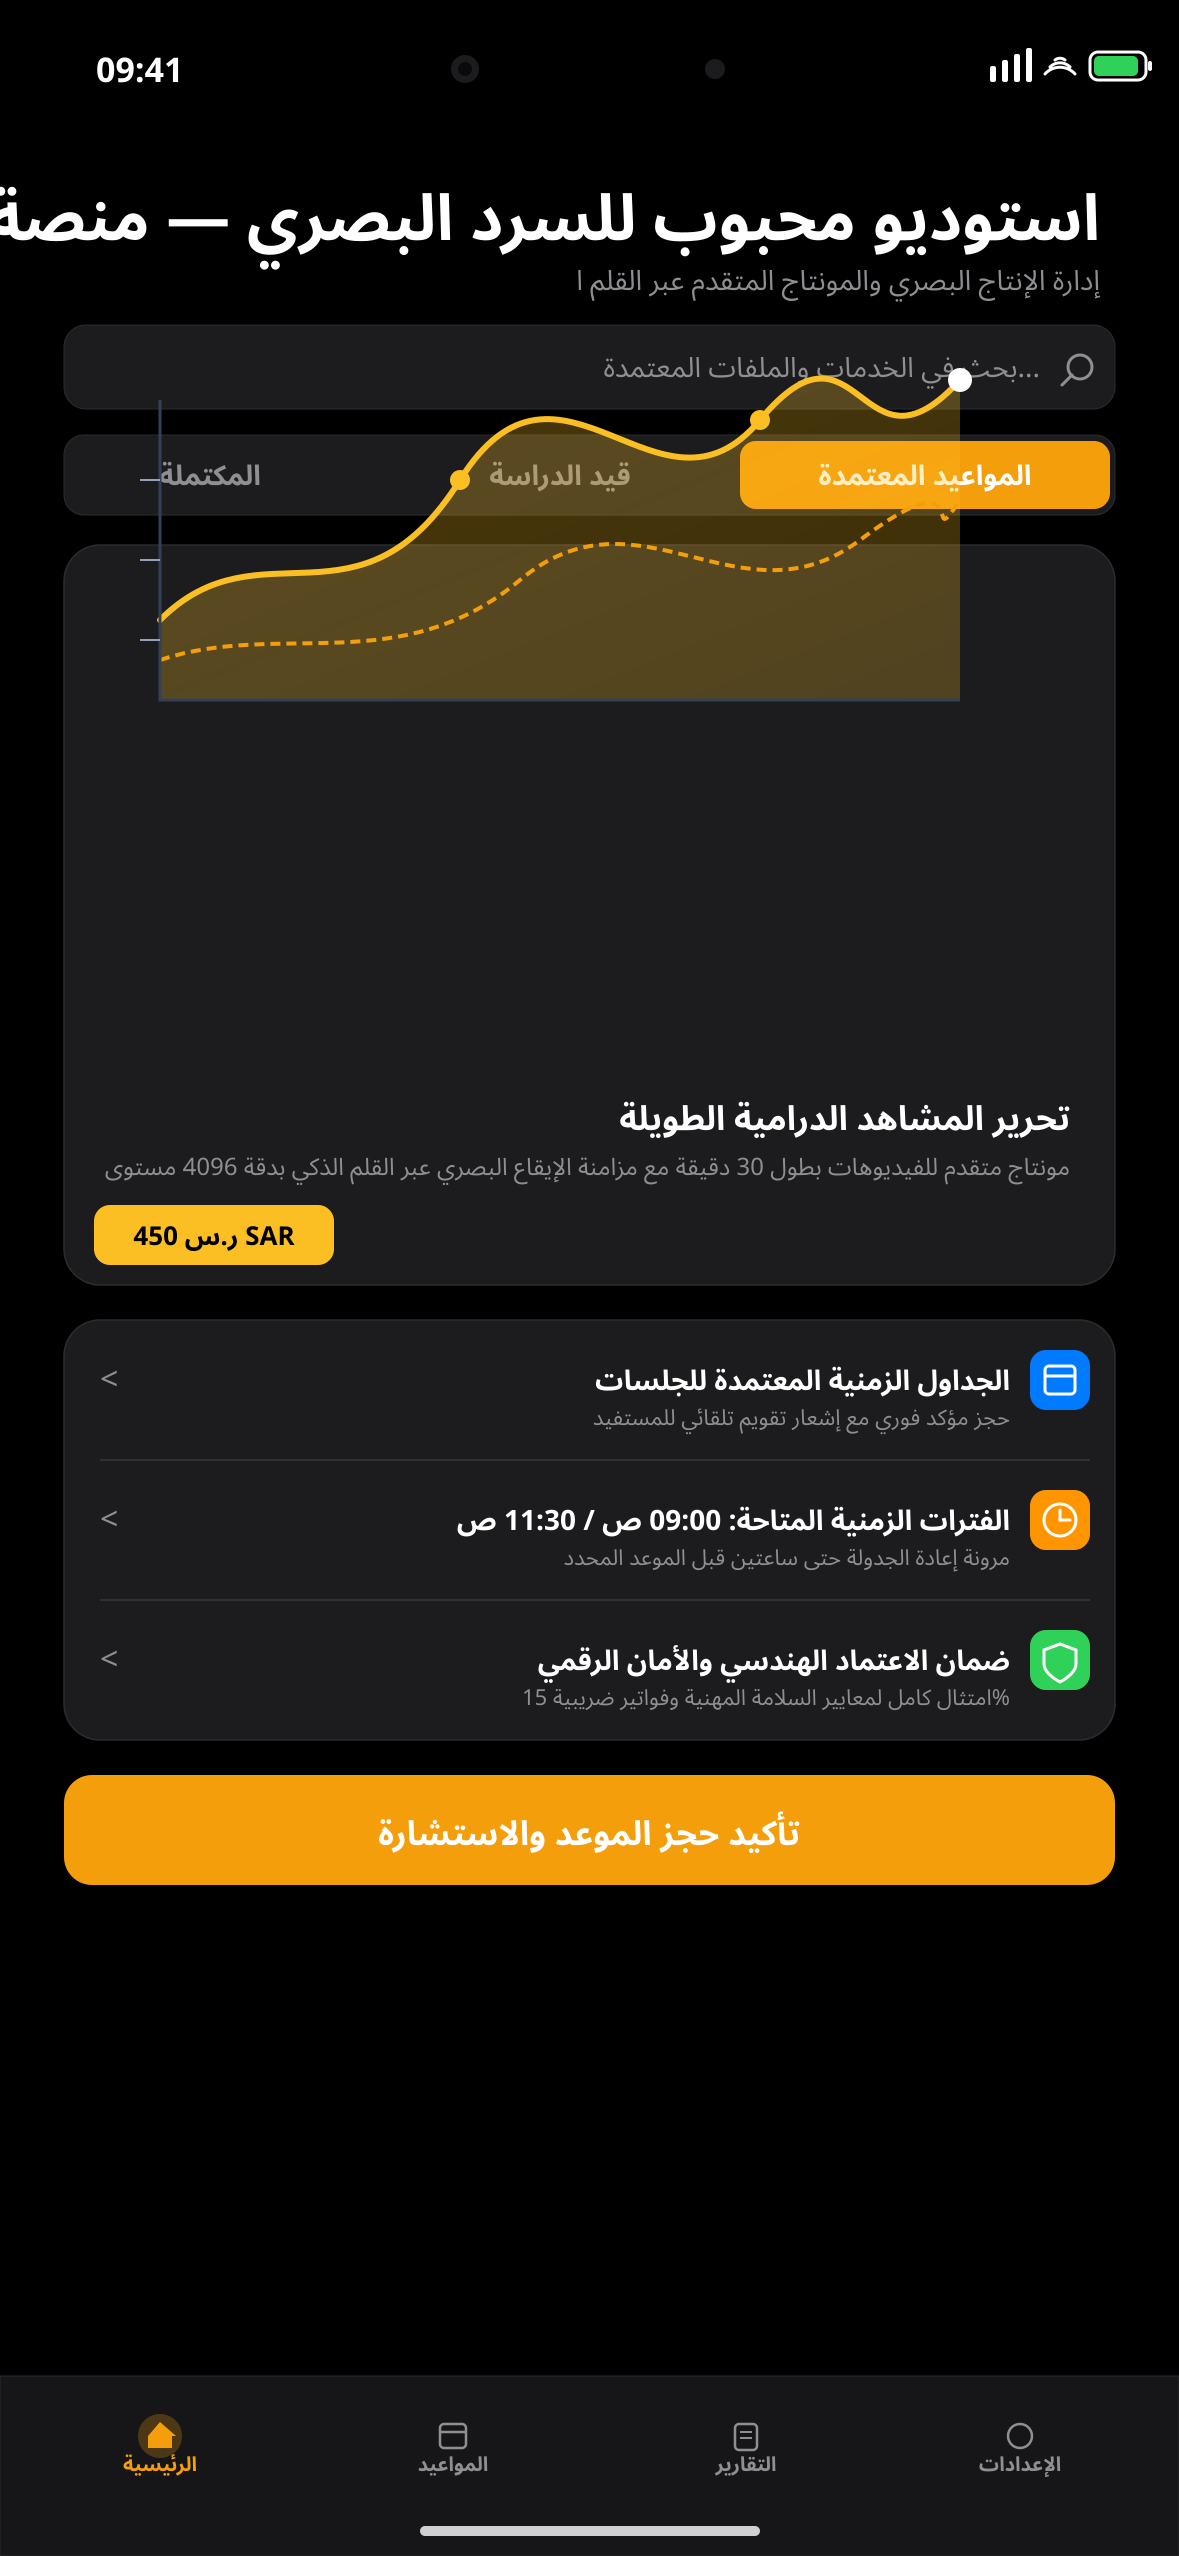 09:41
استوديو محبوب للسرد البصري — منصة
إدارة الإنتاج البصري والمونتاج المتقدم عبر القلم ا
بحث في الخدمات والملفات المعتمدة...
المواعيد المعتمدة
قيد الدراسة
المكتملة
تحرير المشاهد الدرامية الطويلة
مونتاج متقدم للفيديوهات بطول 30 دقيقة مع مزامنة الإيقاع البصري عبر القلم الذكي بدقة 4096 مستوى
450 ر.س SAR
الجداول الزمنية المعتمدة للجلسات
حجز مؤكد فوري مع إشعار تقويم تلقائي للمستفيد
الفترات الزمنية المتاحة: 09:00 ص / 11:30 ص
مرونة إعادة الجدولة حتى ساعتين قبل الموعد المحدد
ضمان الاعتماد الهندسي والأمان الرقمي
امتثال كامل لمعايير السلامة المهنية وفواتير ضريبية 15%
تأكيد حجز الموعد والاستشارة
الإعدادات
التقارير
المواعيد
الرئيسية